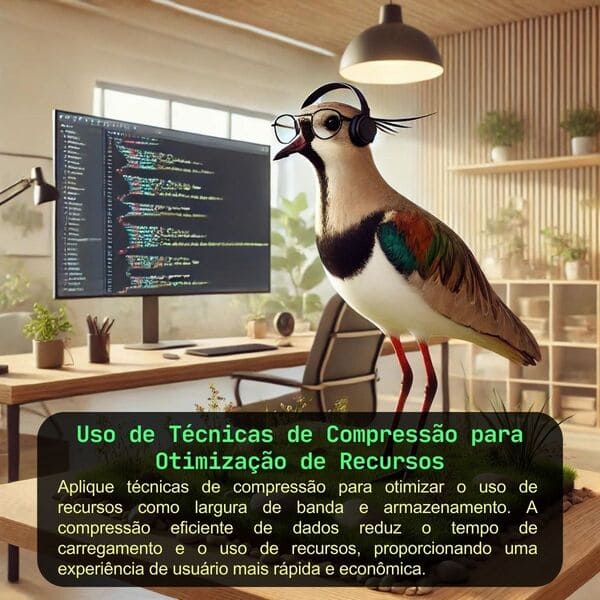 Uso de Técnicas de Compressão para
Otimização de Recursos
Aplique técnicas de compressão para otimizar o uso de
recursos como largura de banda e armazenamento. A
compressão eficiente de dados reduz o tempo de
carregamento e o uso de recursos, proporcionando uma
experiência de usuário mais rápida e econômica.